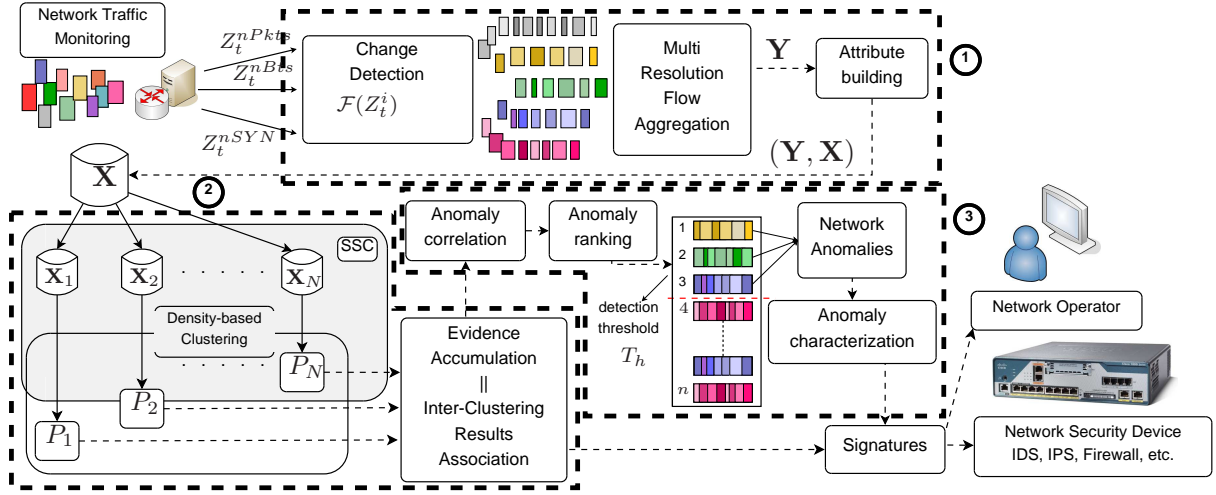 Network Traffic
Monitoring
Z_t^{nPkts}
Z_t^{nBts}
Z_t^{nSYN}
Change
Detection
F(Z_t^i)
Multi
Resolution
Flow
Aggregation
Y
Attribute
building
1
(Y, X)
X
2
SSC
X_1
X_2
. . . . .
X_N
Density-based
Clustering
. . . . .
P_N
P_2
P_1
Evidence
Accumulation
||
Inter-Clustering
Results
Association
Anomaly
correlation
Anomaly
ranking
detection
threshold
T_h
1
2
3
4
n
Network
Anomalies
Anomaly
characterization
3
Signatures
Network Operator
Network Security Device
IDS, IPS, Firewall, etc.